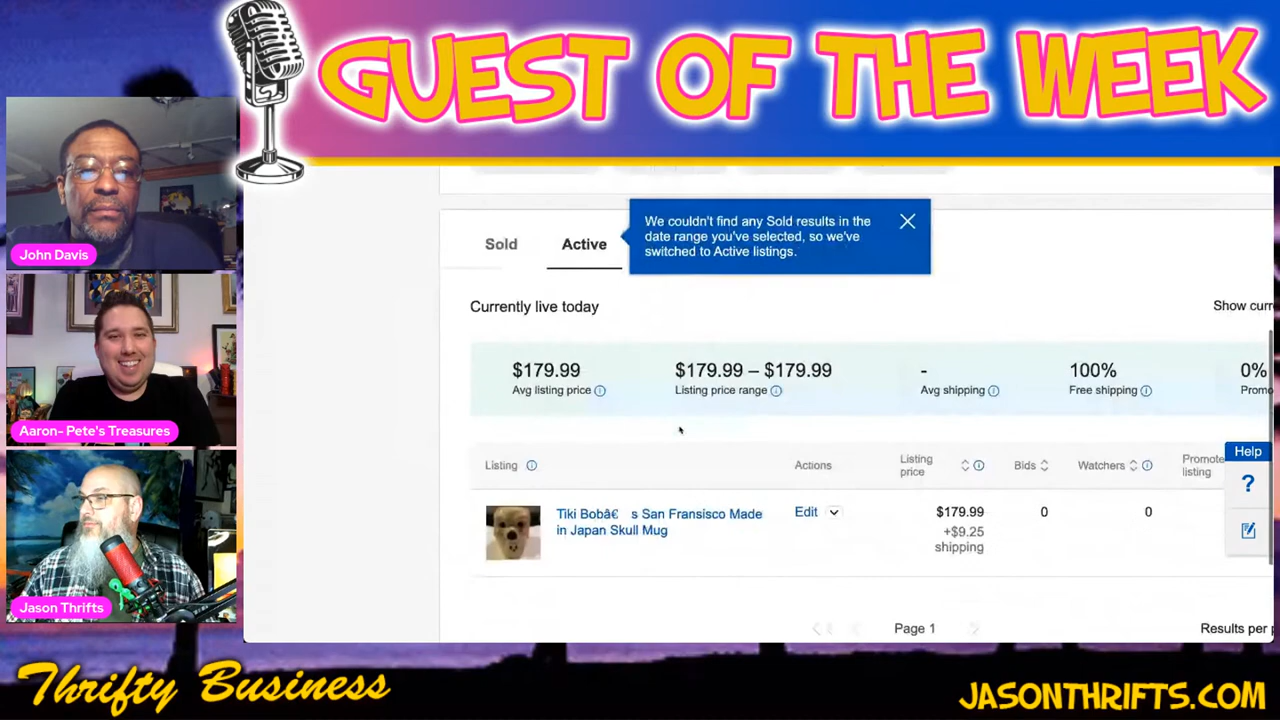 GUEST OF THE WEEK
John Davis
Aaron- Pete's Treasures
Jason Thrifts
Sold
Active
We couldn't find any Sold results in the
date range you've selected, so we've
switched to Active listings.
Currently live today
Show curr
$179.99
Avg listing price
$179.99 – $179.99
Listing price range
-
Avg shipping
100%
Free shipping
0%
Promo
Help
?
Listing
Actions
Listing
price
Bids
Watchers
Promote
listing
Tiki Bobâ€ s San Fransisco Made
in Japan Skull Mug
Edit
$179.99
+$9.25
shipping
0
0
Page 1
Results per p
Thrifty Business
JASONTHRIFTS.COM